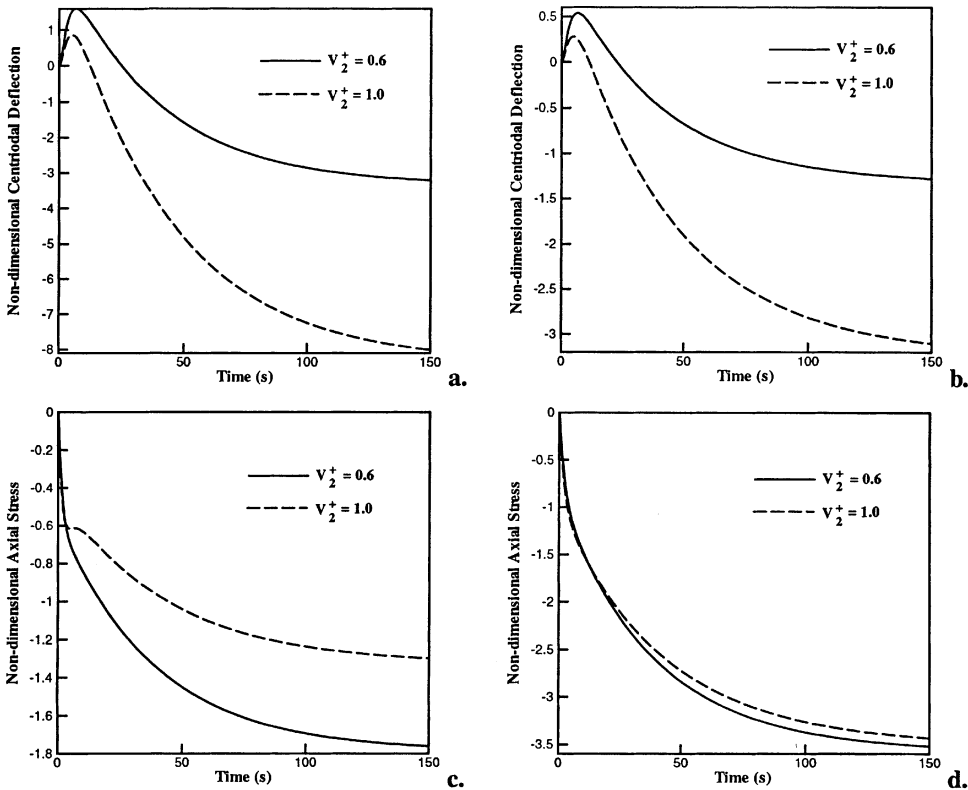 Non-dimensional Centriodal Deflection
1
0
-1
-2
-3
-4
-5
-6
-7
-8
V₂⁺ = 0.6
V₂⁺ = 1.0
0
50
100
150
Time (s)
a.
Non-dimensional Centriodal Deflection
0.5
0
-0.5
-1
-1.5
-2
-2.5
-3
V₂⁺ = 0.6
V₂⁺ = 1.0
0
50
100
150
Time (s)
b.
Non-dimensional Axial Stress
0
-0.2
-0.4
-0.6
-0.8
-1
-1.2
-1.4
-1.6
-1.8
V₂⁺ = 0.6
V₂⁺ = 1.0
0
50
100
150
Time (s)
c.
Non-dimensional Axial Stress
0
-0.5
-1
-1.5
-2
-2.5
-3
-3.5
V₂⁺ = 0.6
V₂⁺ = 1.0
0
50
100
150
Time (s)
d.